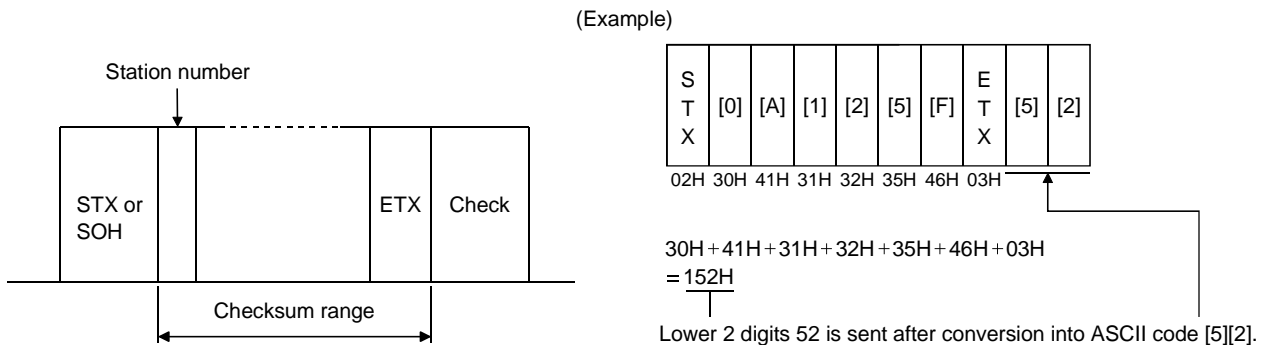 (Example)
Station number
STX or
SOH
ETX
Check
Checksum range
STX [0] [A] [1] [2] [5] [F] ETX [5] [2]
02H 30H 41H 31H 32H 35H 46H 03H
30H+41H+31H+32H+35H+46H+03H
=152H
Lower 2 digits 52 is sent after conversion into ASCII code [5][2].